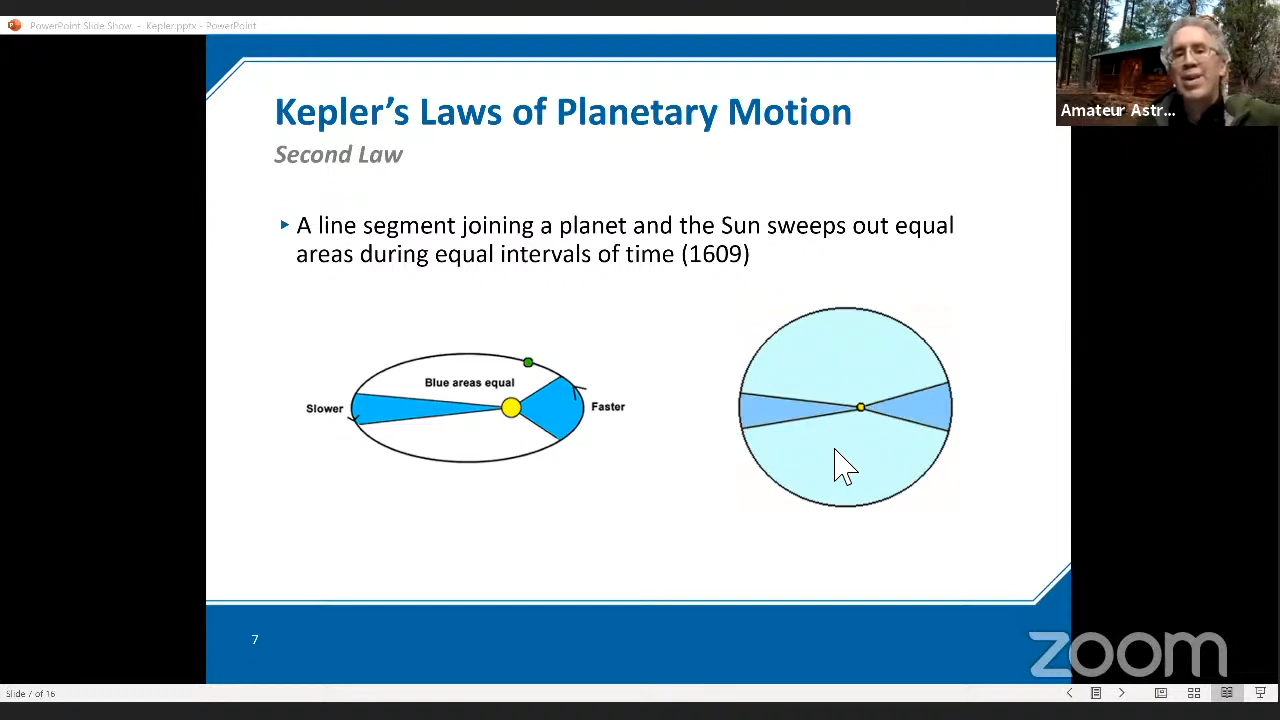 PowerPoint Slide Show - Kepler.pptx - PowerPoint
Amateur Astr...
Kepler’s Laws of Planetary Motion
Second Law
A line segment joining a planet and the Sun sweeps out equal
areas during equal intervals of time (1609)
Blue areas equal
Slower
Faster
7
zoom
Slide 7 of 16